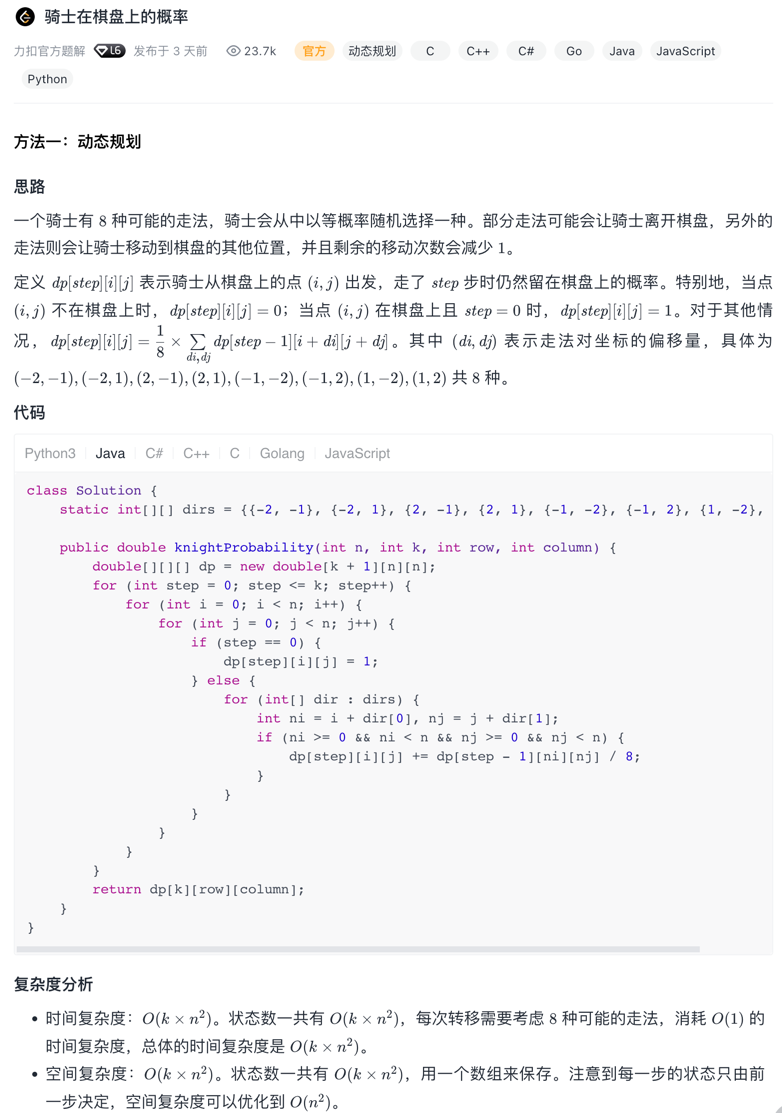 骑士在棋盘上的概率
力扣官方题解 L6 发布于 3 天前 23.7k 官方 动态规划 C C++ C# Go Java JavaScript
Python
方法一：动态规划
思路
一个骑士有 8 种可能的走法，骑士会从中以等概率随机选择一种。部分走法可能会让骑士离开棋盘，另外的
走法则会让骑士移动到棋盘的其他位置，并且剩余的移动次数会减少 1。
定义 dp[step][i][j] 表示骑士从棋盘上的点 (i, j) 出发，走了 step 步时仍然留在棋盘上的概率。特别地，当点
(i, j) 不在棋盘上时，dp[step][i][j] = 0；当点 (i, j) 在棋盘上且 step = 0 时，dp[step][i][j] = 1。对于其他情
况，dp[step][i][j] = 1/8 × ∑di,dj dp[step − 1][i + di][j + dj]。其中 (di, dj) 表示走法对坐标的偏移量，具体为
(−2, −1), (−2, 1), (2, −1), (2, 1), (−1, −2), (−1, 2), (1, −2), (1, 2) 共 8 种。
代码
Python3 Java C# C++ C Golang JavaScript
class Solution {
    static int[][] dirs = {{-2, -1}, {-2, 1}, {2, -1}, {2, 1}, {-1, -2}, {-1, 2}, {1, -2},
    public double knightProbability(int n, int k, int row, int column) {
        double[][][] dp = new double[k + 1][n][n];
        for (int step = 0; step <= k; step++) {
            for (int i = 0; i < n; i++) {
                for (int j = 0; j < n; j++) {
                    if (step == 0) {
                        dp[step][i][j] = 1;
                    } else {
                        for (int[] dir : dirs) {
                            int ni = i + dir[0], nj = j + dir[1];
                            if (ni >= 0 && ni < n && nj >= 0 && nj < n) {
                                dp[step][i][j] += dp[step - 1][ni][nj] / 8;
                            }
                        }
                    }
                }
            }
        }
        return dp[k][row][column];
    }
}
复杂度分析
• 时间复杂度：O(k × n²)。状态数一共有 O(k × n²)，每次转移需要考虑 8 种可能的走法，消耗 O(1) 的
时间复杂度，总体的时间复杂度是 O(k × n²)。
• 空间复杂度：O(k × n²)。状态数一共有 O(k × n²)，用一个数组来保存。注意到每一步的状态只由前
一步决定，空间复杂度可以优化到 O(n²)。